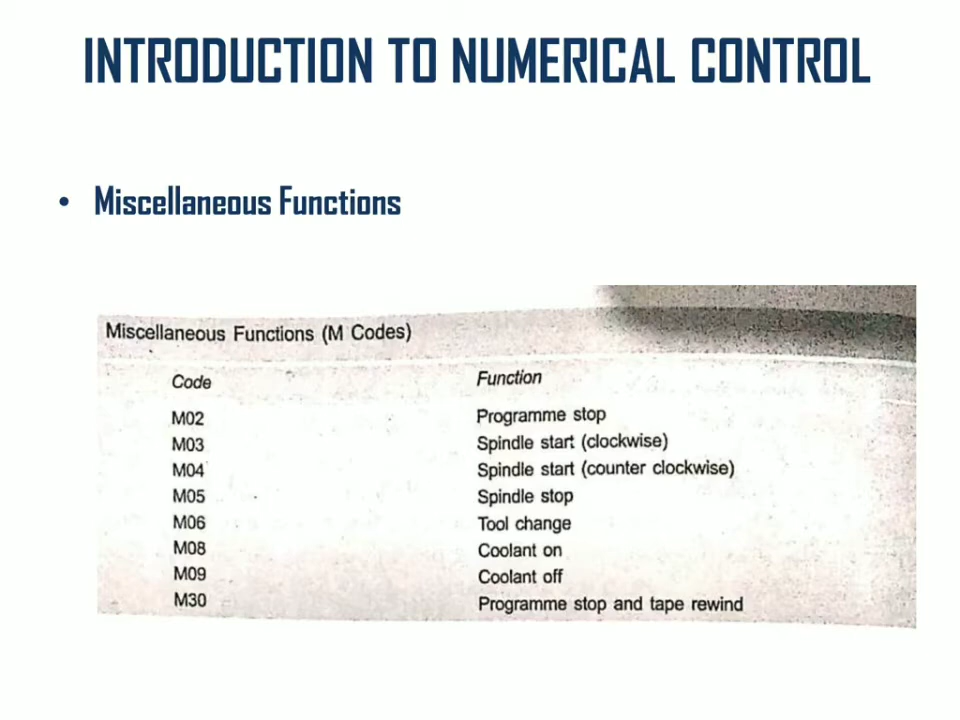 INTRODUCTION TO NUMERICAL CONTROL
• Miscellaneous Functions
Miscellaneous Functions (M Codes)
Code Function
M02 Programme stop
M03 Spindle start (clockwise)
M04 Spindle start (counter clockwise)
M05 Spindle stop
M06 Tool change
M08 Coolant on
M09 Coolant off
M30 Programme stop and tape rewind